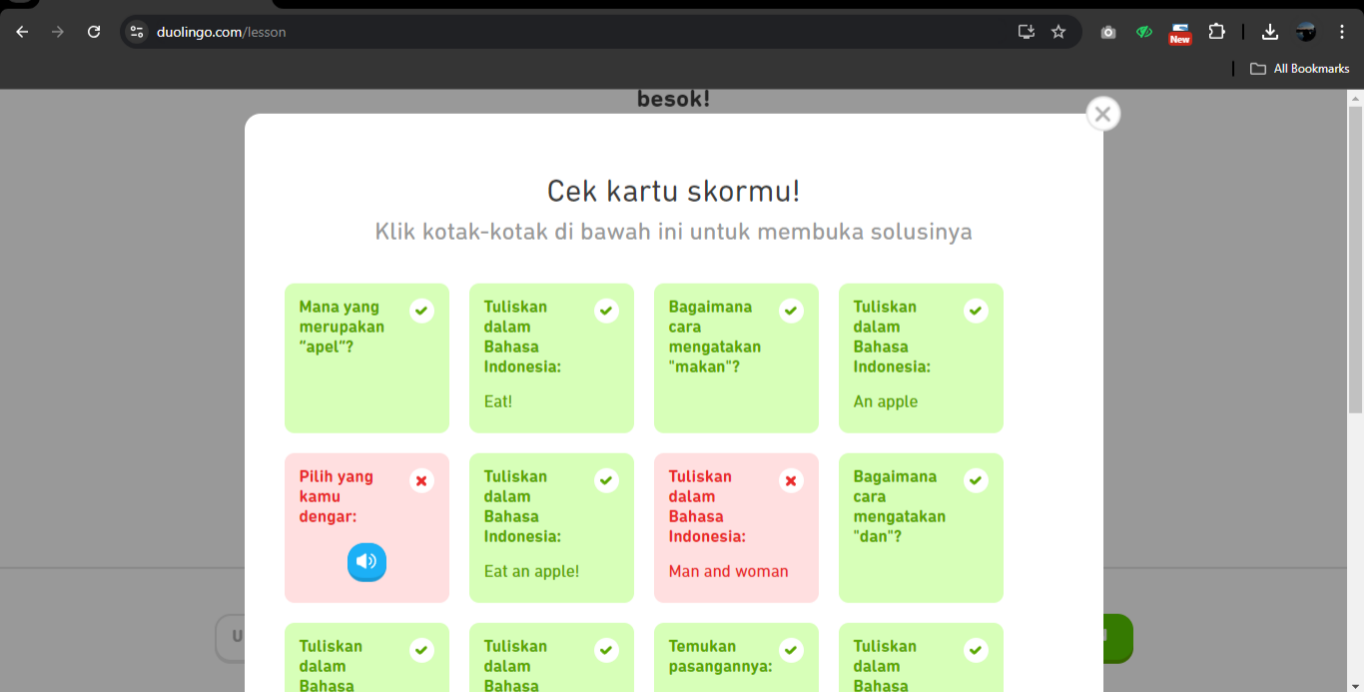 duolingo.com/lesson
New
All Bookmarks
besok!
Cek kartu skormu!
Klik kotak-kotak di bawah ini untuk membuka solusinya
Mana yang
merupakan
"apel"?
Tuliskan
dalam
Bahasa
Indonesia:
Eat!
Bagaimana
cara
mengatakan
"makan"?
Tuliskan
dalam
Bahasa
Indonesia:
An apple
Pilih yang
kamu
dengar:
Tuliskan
dalam
Bahasa
Indonesia:
Eat an apple!
Tuliskan
dalam
Bahasa
Indonesia:
Man and woman
Bagaimana
cara
mengatakan
"dan"?
U
Tuliskan
dalam
Bahasa
Tuliskan
dalam
Bahasa
Temukan
pasangannya:
Tuliskan
dalam
Bahasa